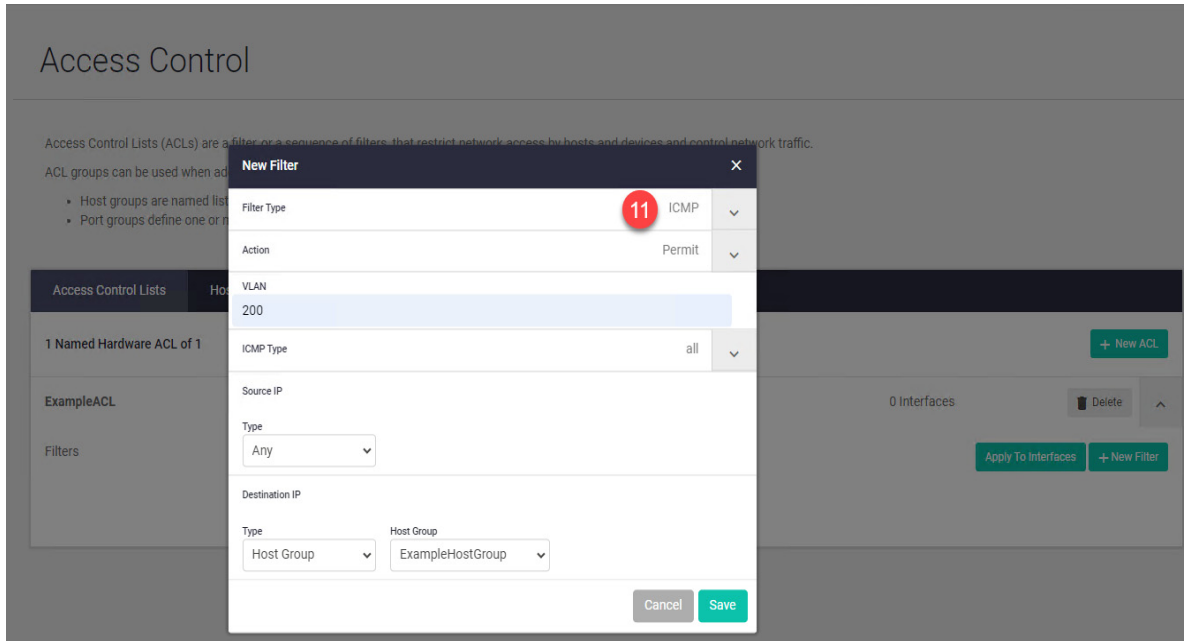 Access Control
Access Control Lists (ACLs) are a filter or a sequence of filters, that restrict network access by hosts and devices and control network traffic.
ACL groups can be used when ad
• Host groups are named list
• Port groups define one or
New Filter
Filter Type
11
ICMP
Action
Permit
VLAN
200
ICMP Type
all
Source IP
Type
Any
Destination IP
Type
Host Group
Host Group
ExampleHostGroup
Cancel
Save
Access Control Lists
1 Named Hardware ACL of 1
+ New ACL
ExampleACL
0 Interfaces
Delete
Filters
Apply To Interfaces
+ New Filter